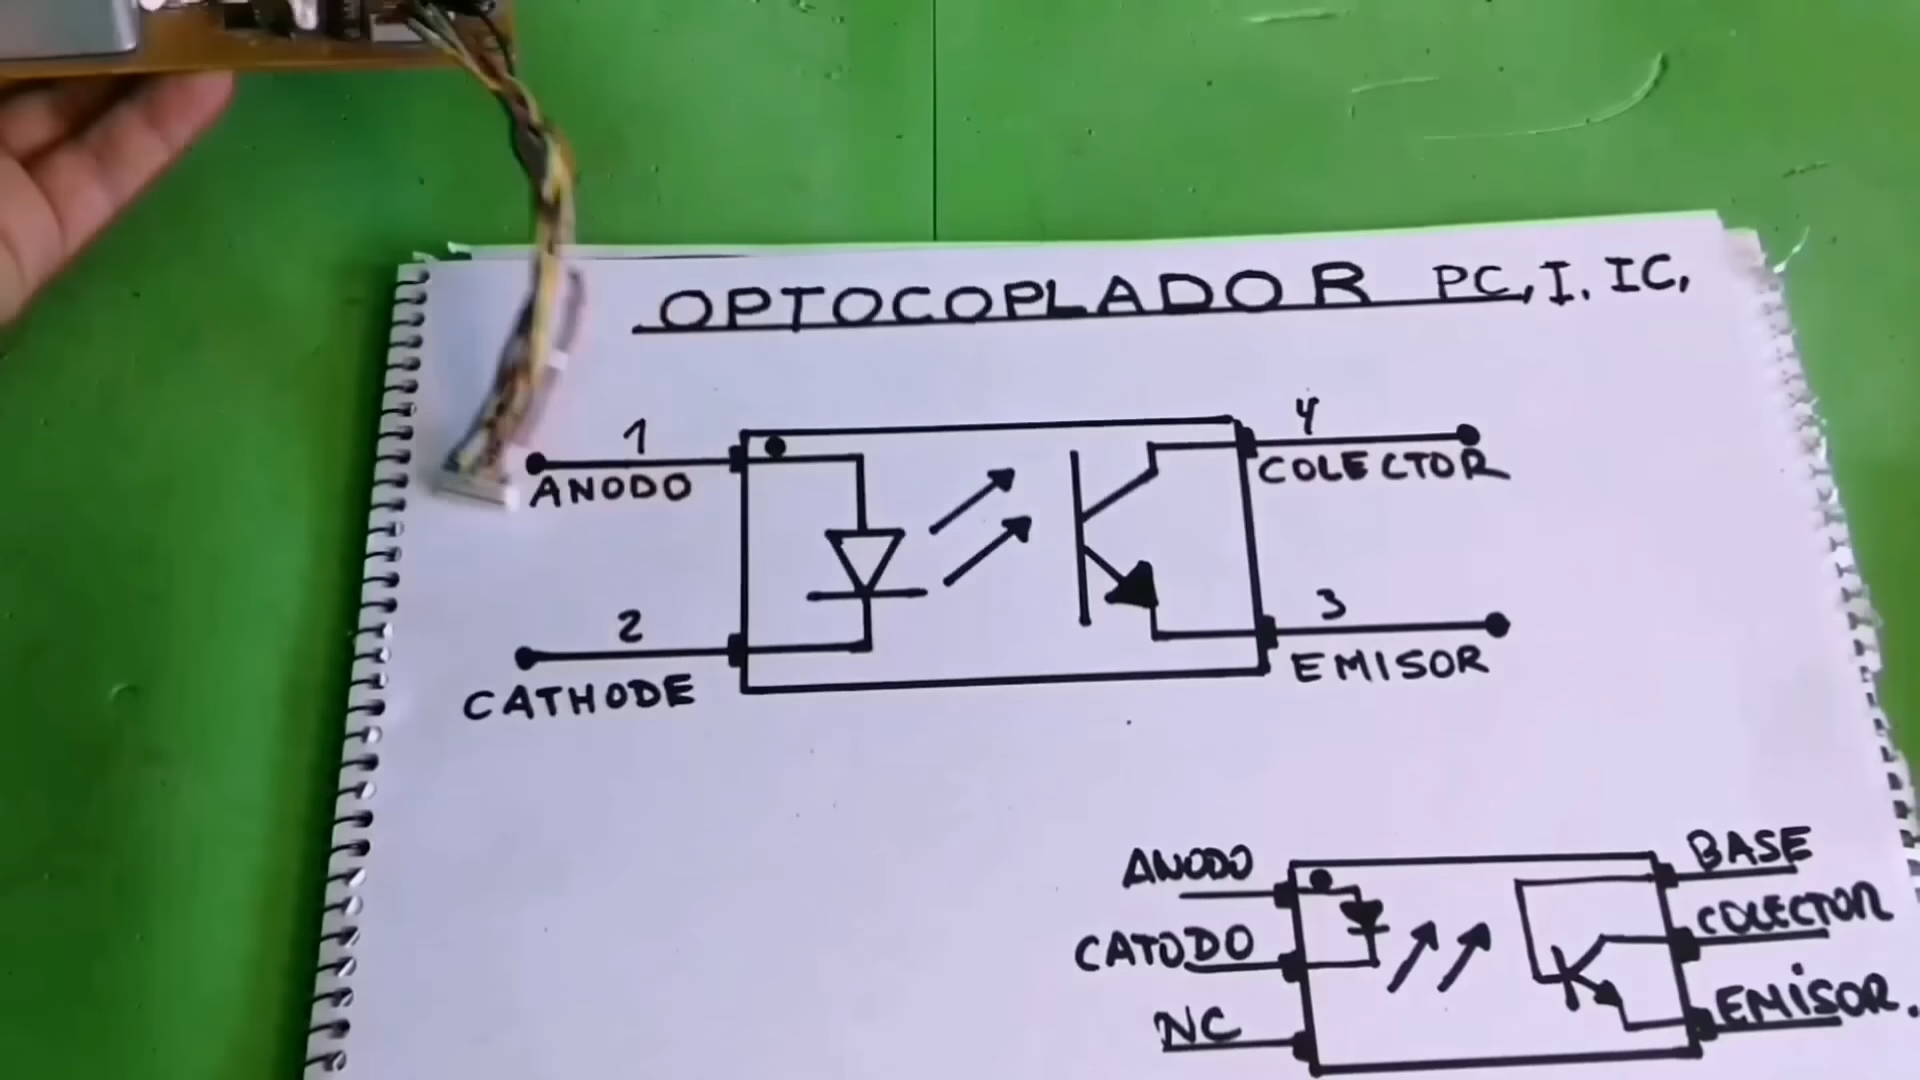 OPTOCOPLADOR PC, I. IC,
1
ANODO
4
COLECTOR
2
CATHODE
3
EMISOR
ANODO
BASE
CATODO
COLECTOR
NC
EMISOR.